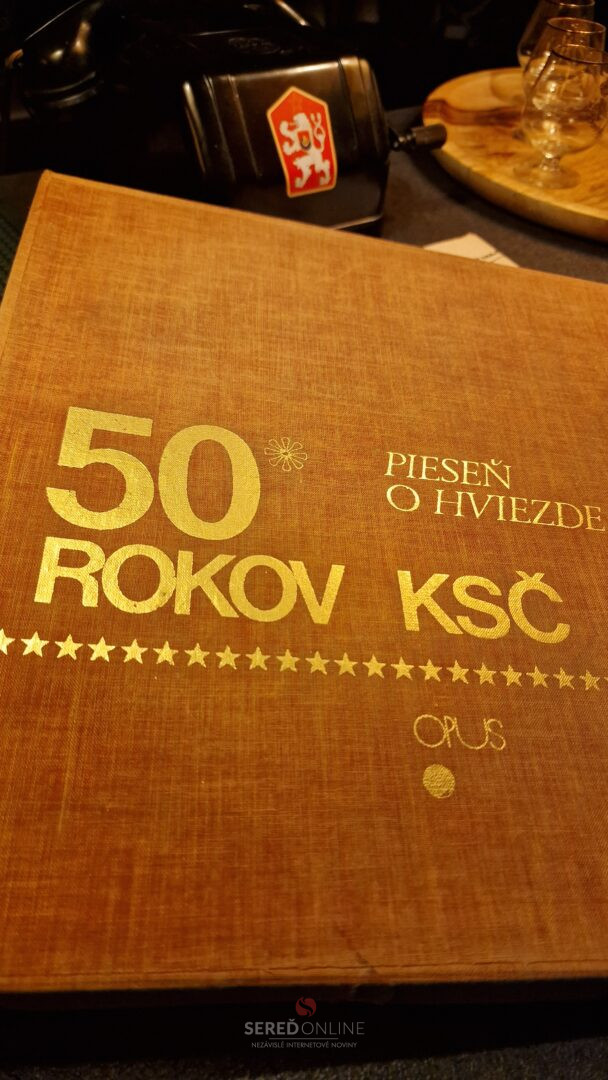 50
PIESEŇ
O HVIEZDE
ROKOV KSČ
OPUS
SEREĎONLINE
NEZÁVISLÉ INTERNETOVÉ NOVINY